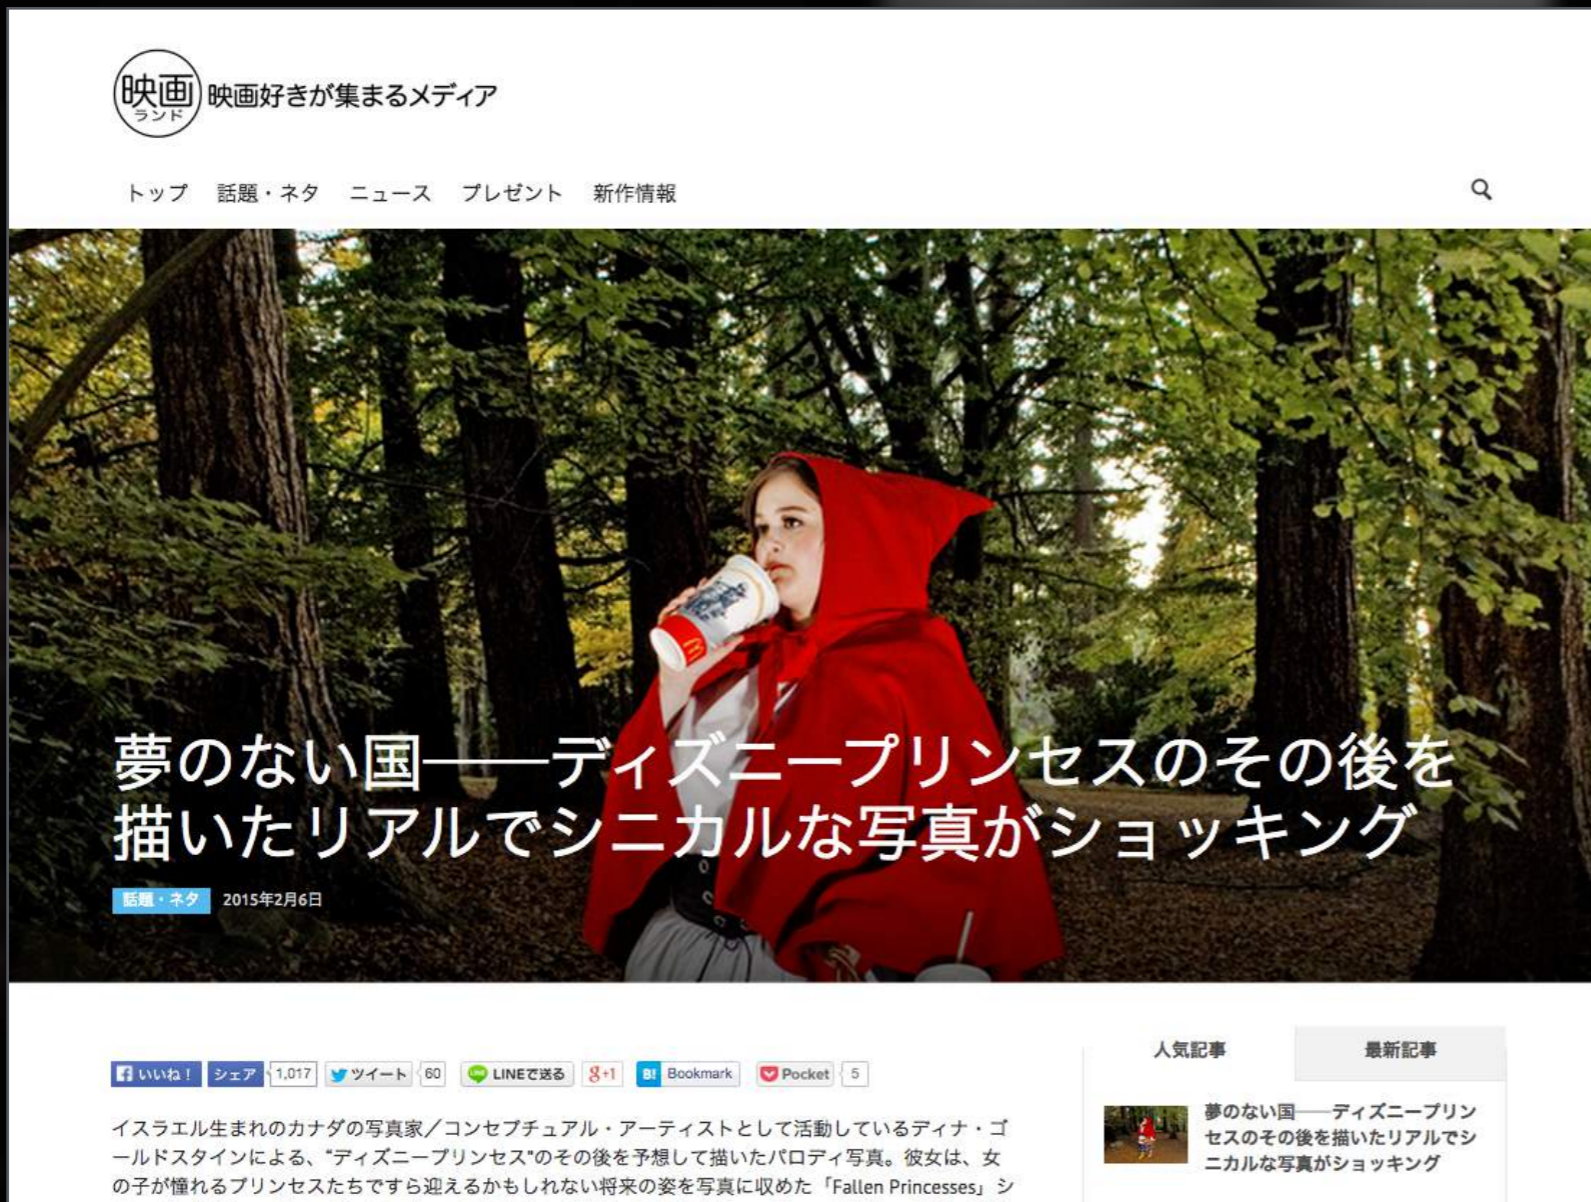 映画
ランド
映画好きが集まるメディア
トップ 話題・ネタ ニュース プレゼント 新作情報
夢のない国――ディズニープリンセスのその後を
描いたリアルでシニカルな写真がショッキング
話題・ネタ 2015年2月6日
いいね! シェア 1,017 ツイート 60 LINEで送る g+1 B! Bookmark Pocket 5
イスラエル生まれのカナダの写真家／コンセプチュアル・アーティストとして活動しているディナ・ゴ
ールドスタインによる、“ディズニープリンセス"のその後を予想して描いたパロディ写真。彼女は、女
の子が憧れるプリンセスたちですら迎えるかもしれない将来の姿を写真に収めた「Fallen Princesses」シ
人気記事 最新記事
夢のない国――ディズニープリン
セスのその後を描いたリアルでシ
ニカルな写真がショッキング